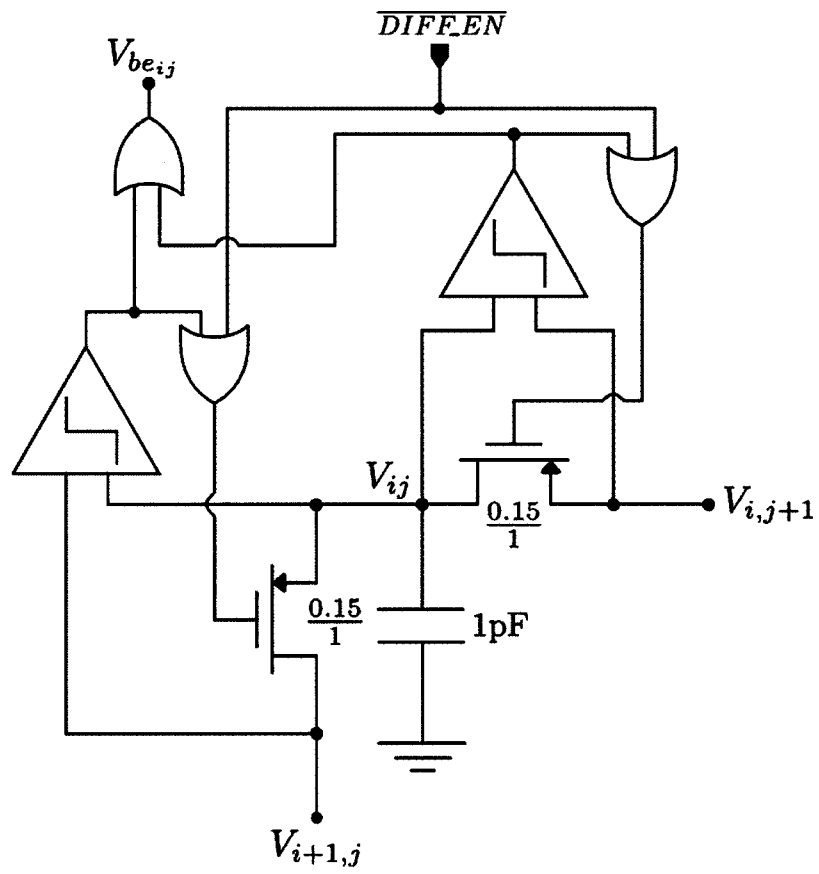 DIFF_EN
V_{be_{ij}}
V_{ij}
V_{i,j+1}
0.15
1
0.15
1
1pF
V_{i+1,j}